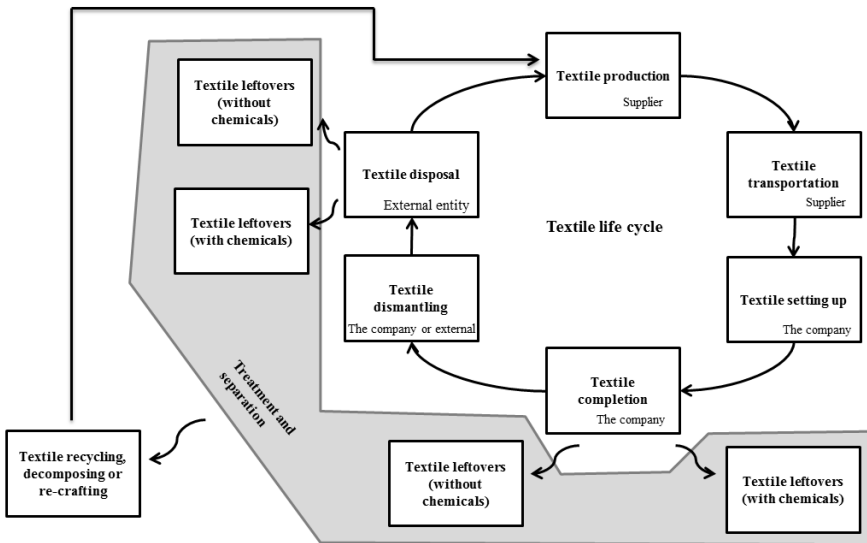 Textile production
Supplier
Textile
transportation
Supplier
Textile setting up
The company
Textile
completion
The company
Textile
dismantling
The company or external
Textile disposal
External entity
Textile life cycle
Textile leftovers
(without
chemicals)
Textile leftovers
(with chemicals)
Treatment and
separation
Textile recycling,
decomposing or
re-crafting
Textile leftovers
(without
chemicals)
Textile leftovers
(with chemicals)